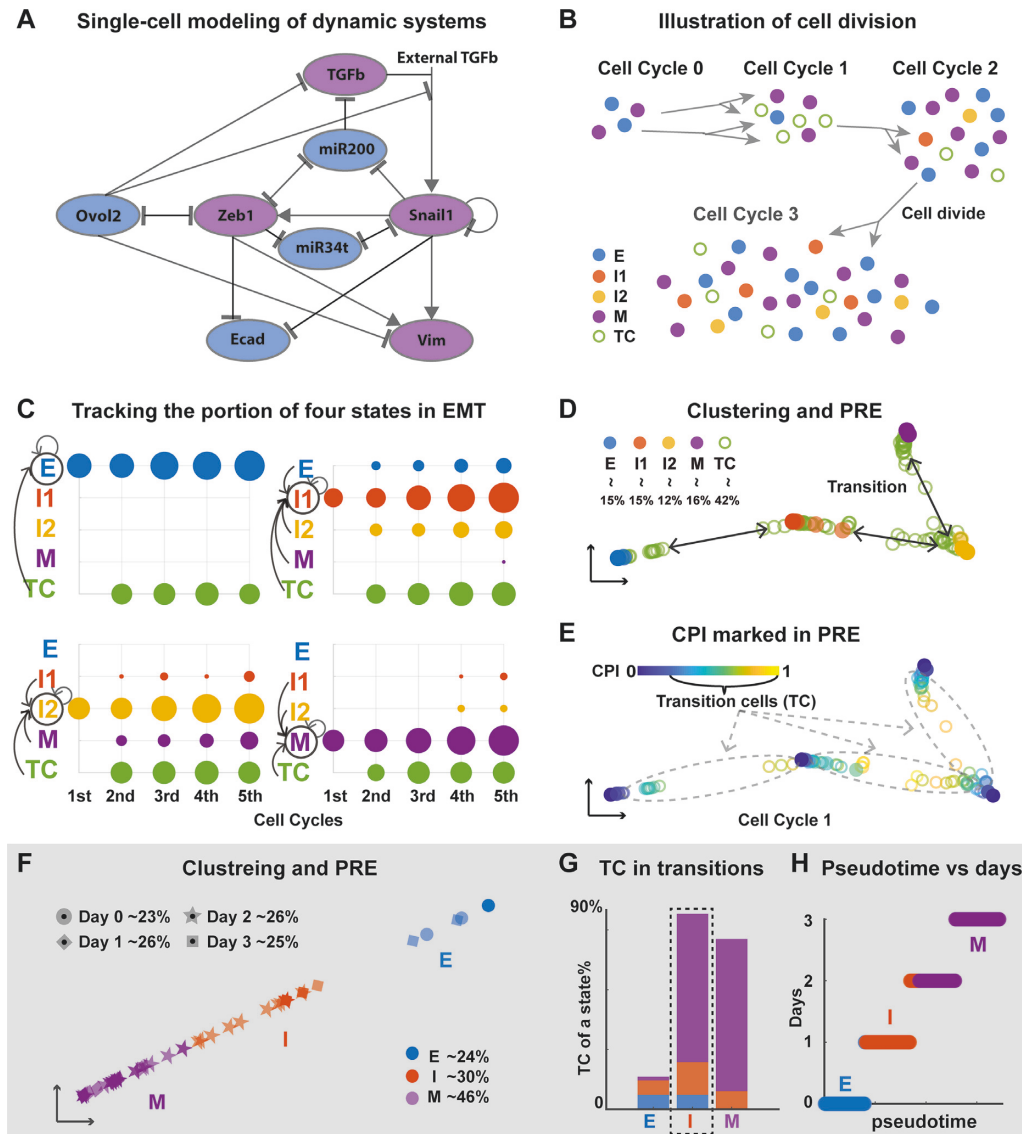 A Single-cell modeling of dynamic systems
External TGFb
TGFb
miR200
Ovol2
Zeb1
Snail1
miR34t
Ecad
Vim
B Illustration of cell division
Cell Cycle 0 Cell Cycle 1 Cell Cycle 2
Cell Cycle 3
Cell divide
E
I1
I2
M
TC
C Tracking the portion of four states in EMT
E
I1
I2
M
TC
E
I1
I2
M
TC
E
I1
I2
M
TC
E
I1
I2
M
TC
1st 2nd 3rd 4th 5th 1st 2nd 3rd 4th 5th
Cell Cycles
D Clustering and PRE
E I1 I2 M TC
~ ~ ~ ~ ~
15% 15% 12% 16% 42%
Transition
E CPI marked in PRE
CPI 0 1
Transition cells (TC)
Cell Cycle 1
F Clustreing and PRE
Day 0 ~23% Day 2 ~26%
Day 1 ~26% Day 3 ~25%
E
I
M
E ~24%
I ~30%
M ~46%
G TC in transitions
90%
TC of a state%
0
E I M
H Pseudotime vs days
3
2
1
0
Days
M
I
E
pseudotime